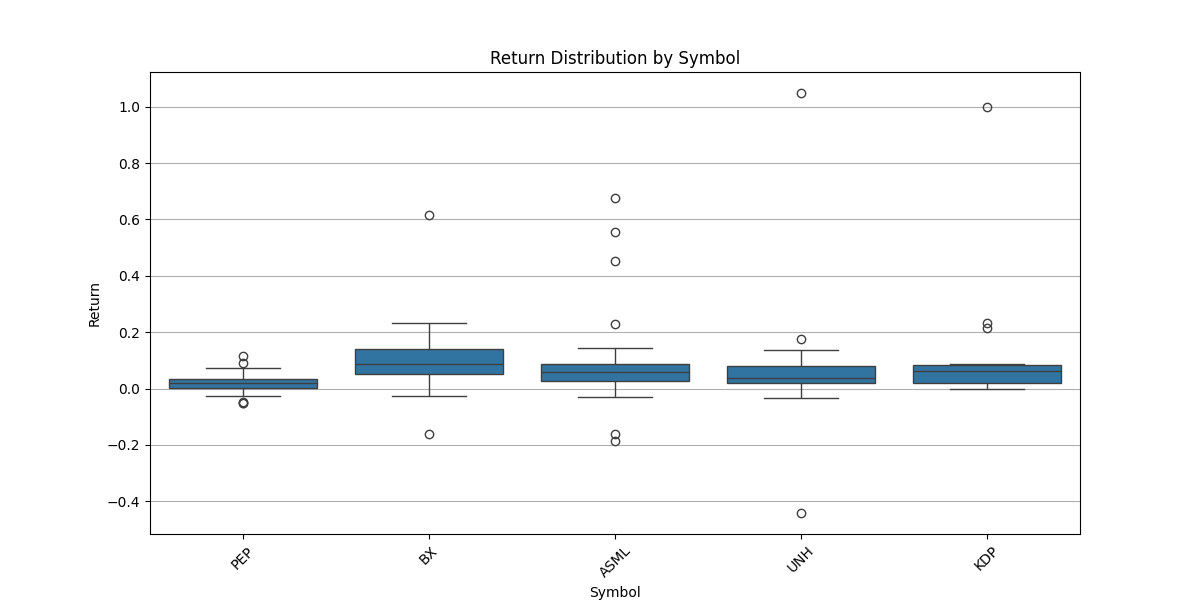 Return Distribution by Symbol
Return
1.0
0.8
0.6
0.4
0.2
0.0
−0.2
−0.4
PEP
BX
ASML
UNH
KDP
Symbol